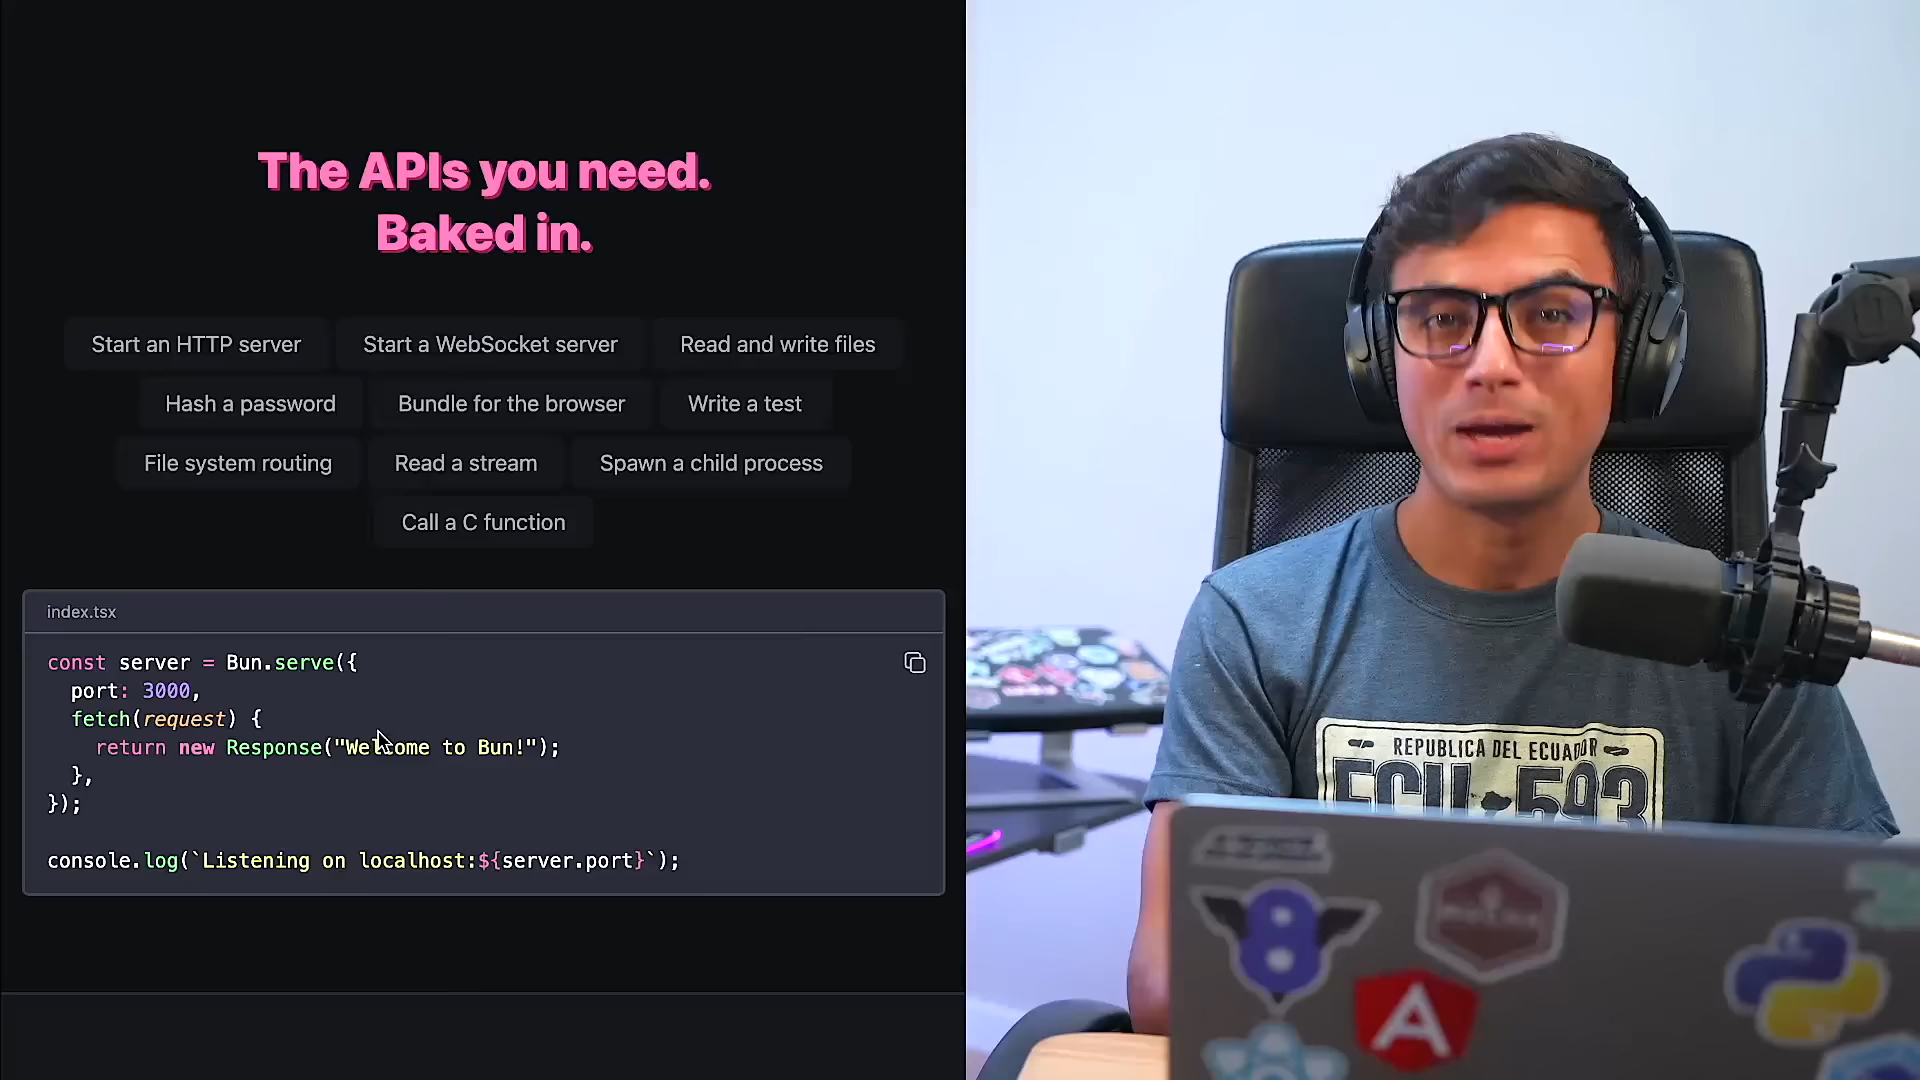 The APIs you need.
Baked in.
Start an HTTP server
Start a WebSocket server
Read and write files
Hash a password
Bundle for the browser
Write a test
File system routing
Read a stream
Spawn a child process
Call a C function
index.tsx
const server = Bun.serve({
  port: 3000,
  fetch(request) {
    return new Response("Welcome to Bun!");
  },
});
console.log(`Listening on localhost:${server.port}`);
REPUBLICA DEL ECUADOR
ECU 593